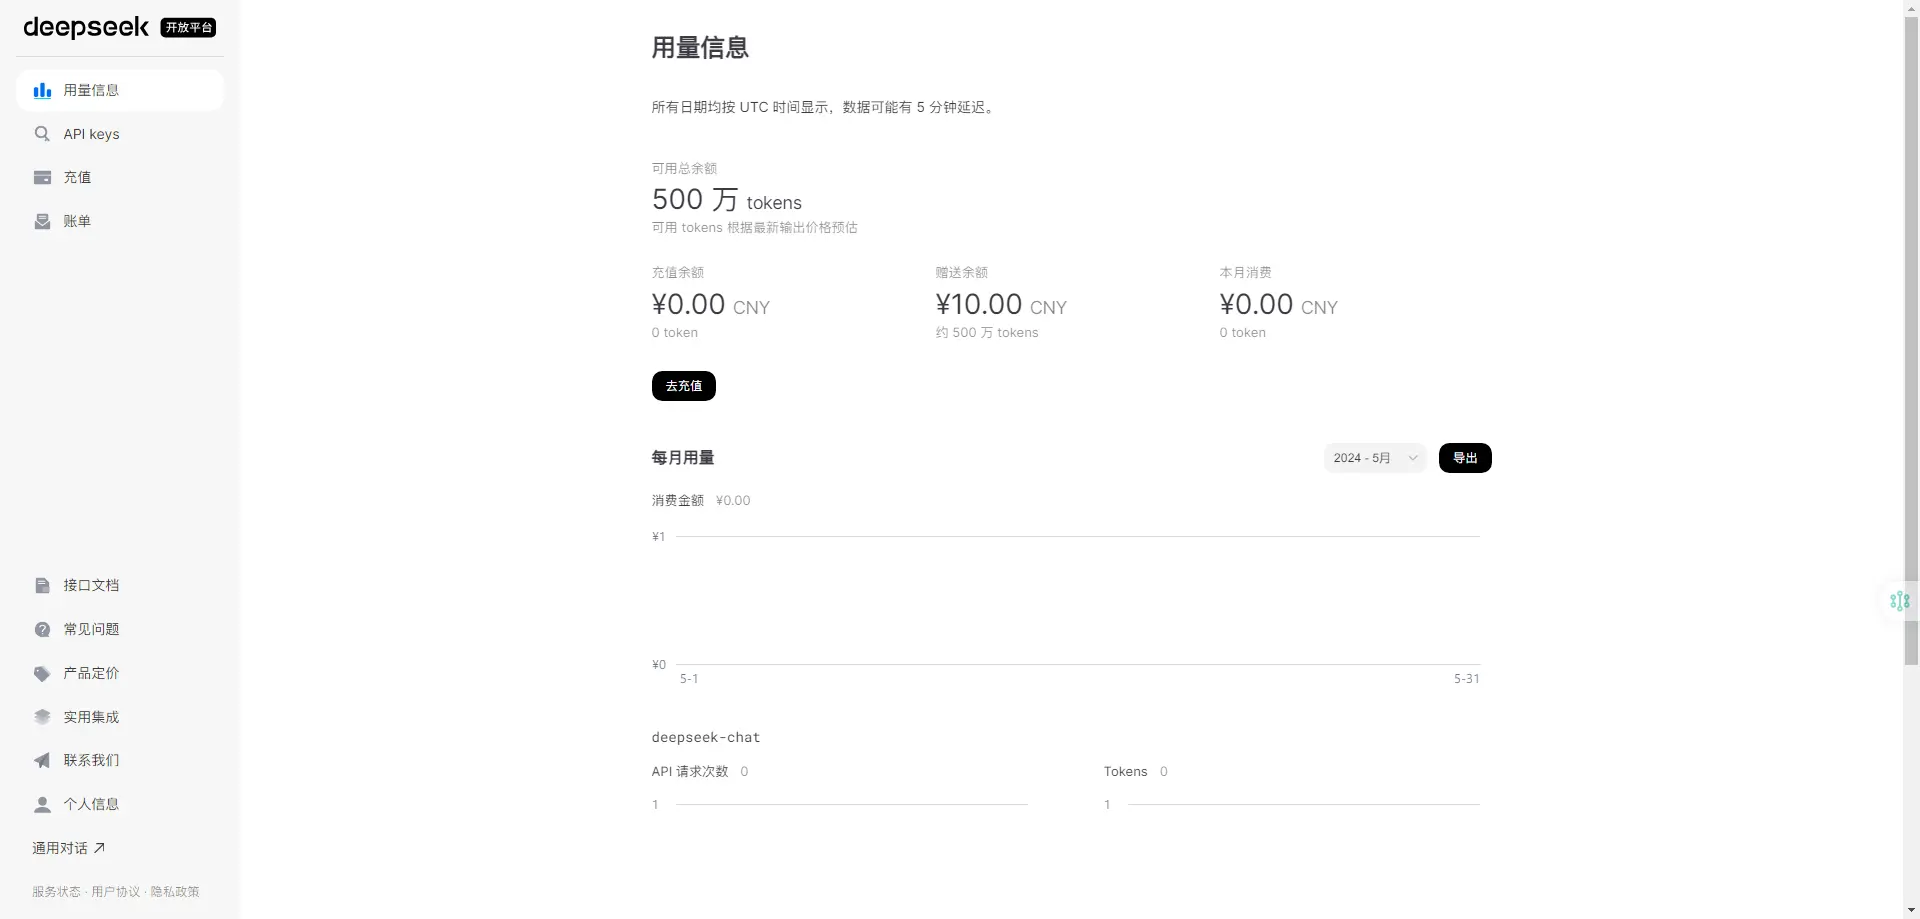 deepseek 开放平台
用量信息
API keys
充值
账单
接口文档
常见问题
产品定价
实用集成
联系我们
个人信息
通用对话
服务状态 · 用户协议 · 隐私政策
用量信息
所有日期均按 UTC 时间显示，数据可能有 5 分钟延迟。
可用总余额
500 万 tokens
可用 tokens 根据最新输出价格预估
充值余额
¥0.00 CNY
0 token
赠送余额
¥10.00 CNY
约 500 万 tokens
本月消费
¥0.00 CNY
0 token
去充值
每月用量
2024 - 5月
导出
消费金额 ¥0.00
¥1
¥0
5-1 5-31
deepseek-chat
API 请求次数 0
1
Tokens 0
1